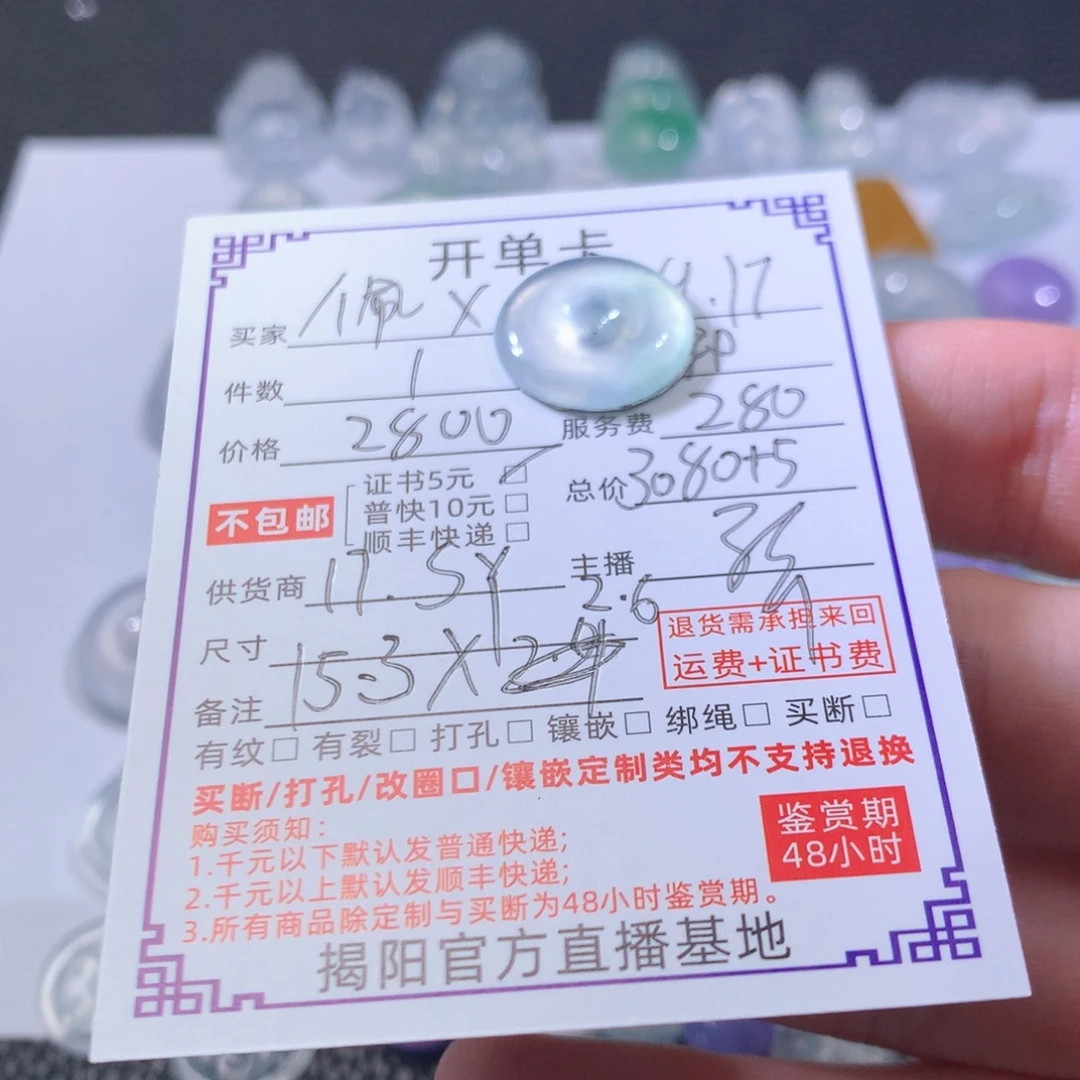 开单卡
买家 佩 X 4.17
件数 1
价格 2800 服务费 280
证书5元 总价 3080+5
不包邮 普快10元
顺丰快递
供货商 17.5 主播
尺寸 15.3 X 2.6
退货需承担来回
运费+证书费
备注
有纹 有裂 打孔 镶嵌 绑绳 买断
买断/打孔/改圈口/镶嵌定制类均不支持退换
购买须知:
1.千元以下默认发普通快递;
2.千元以上默认发顺丰快递;
3.所有商品除定制与买断为48小时鉴赏期。
鉴赏期
48小时
揭阳官方直播基地